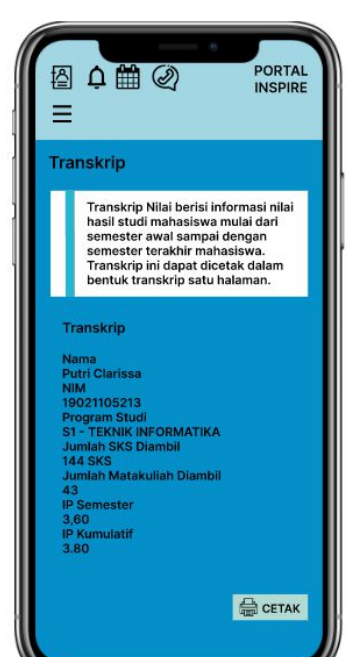 PORTAL
INSPIRE
Transkrip
Transkrip Nilai berisi informasi nilai
hasil studi mahasiswa mulai dari
semester awal sampai dengan
semester terakhir mahasiswa.
Transkrip ini dapat dicetak dalam
bentuk transkrip satu halaman.
Transkrip
Nama
Putri Clarissa
NIM
19021105213
Program Studi
S1 - TEKNIK INFORMATIKA
Jumlah SKS Diambil
144 SKS
Jumlah Matakuliah Diambil
43
IP Semester
3,60
IP Kumulatif
3.80
CETAK